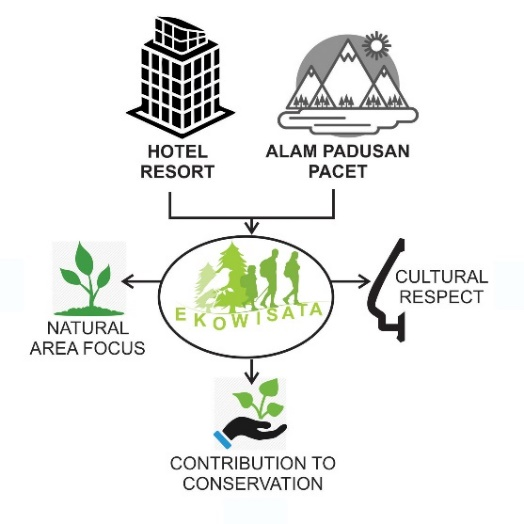 HOTEL
RESORT
ALAM PADUSAN
PACET
EKOWISATA
NATURAL
AREA FOCUS
CULTURAL
RESPECT
CONTRIBUTION TO
CONSERVATION